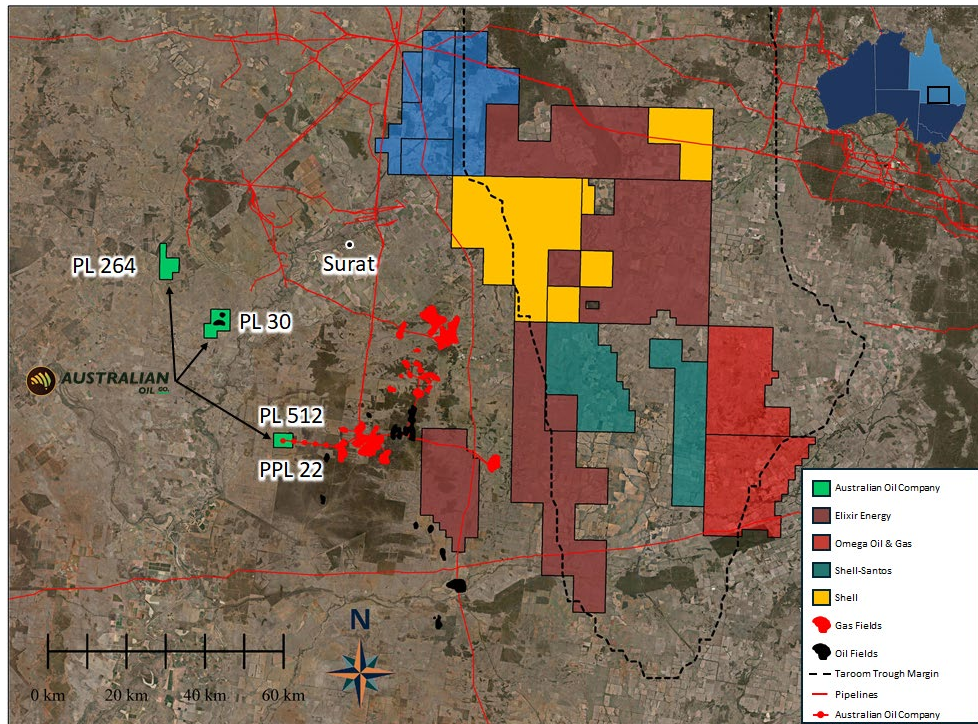 Surat
PL 264
PL 30
AUSTRALIAN
OIL CO.
PL 512
PPL 22
N
0 km 20 km 40 km 60 km
Australian Oil Company
Elixir Energy
Omega Oil & Gas
Shell-Santos
Shell
Gas Fields
Oil Fields
Taroom Trough Margin
Pipelines
Australian Oil Company